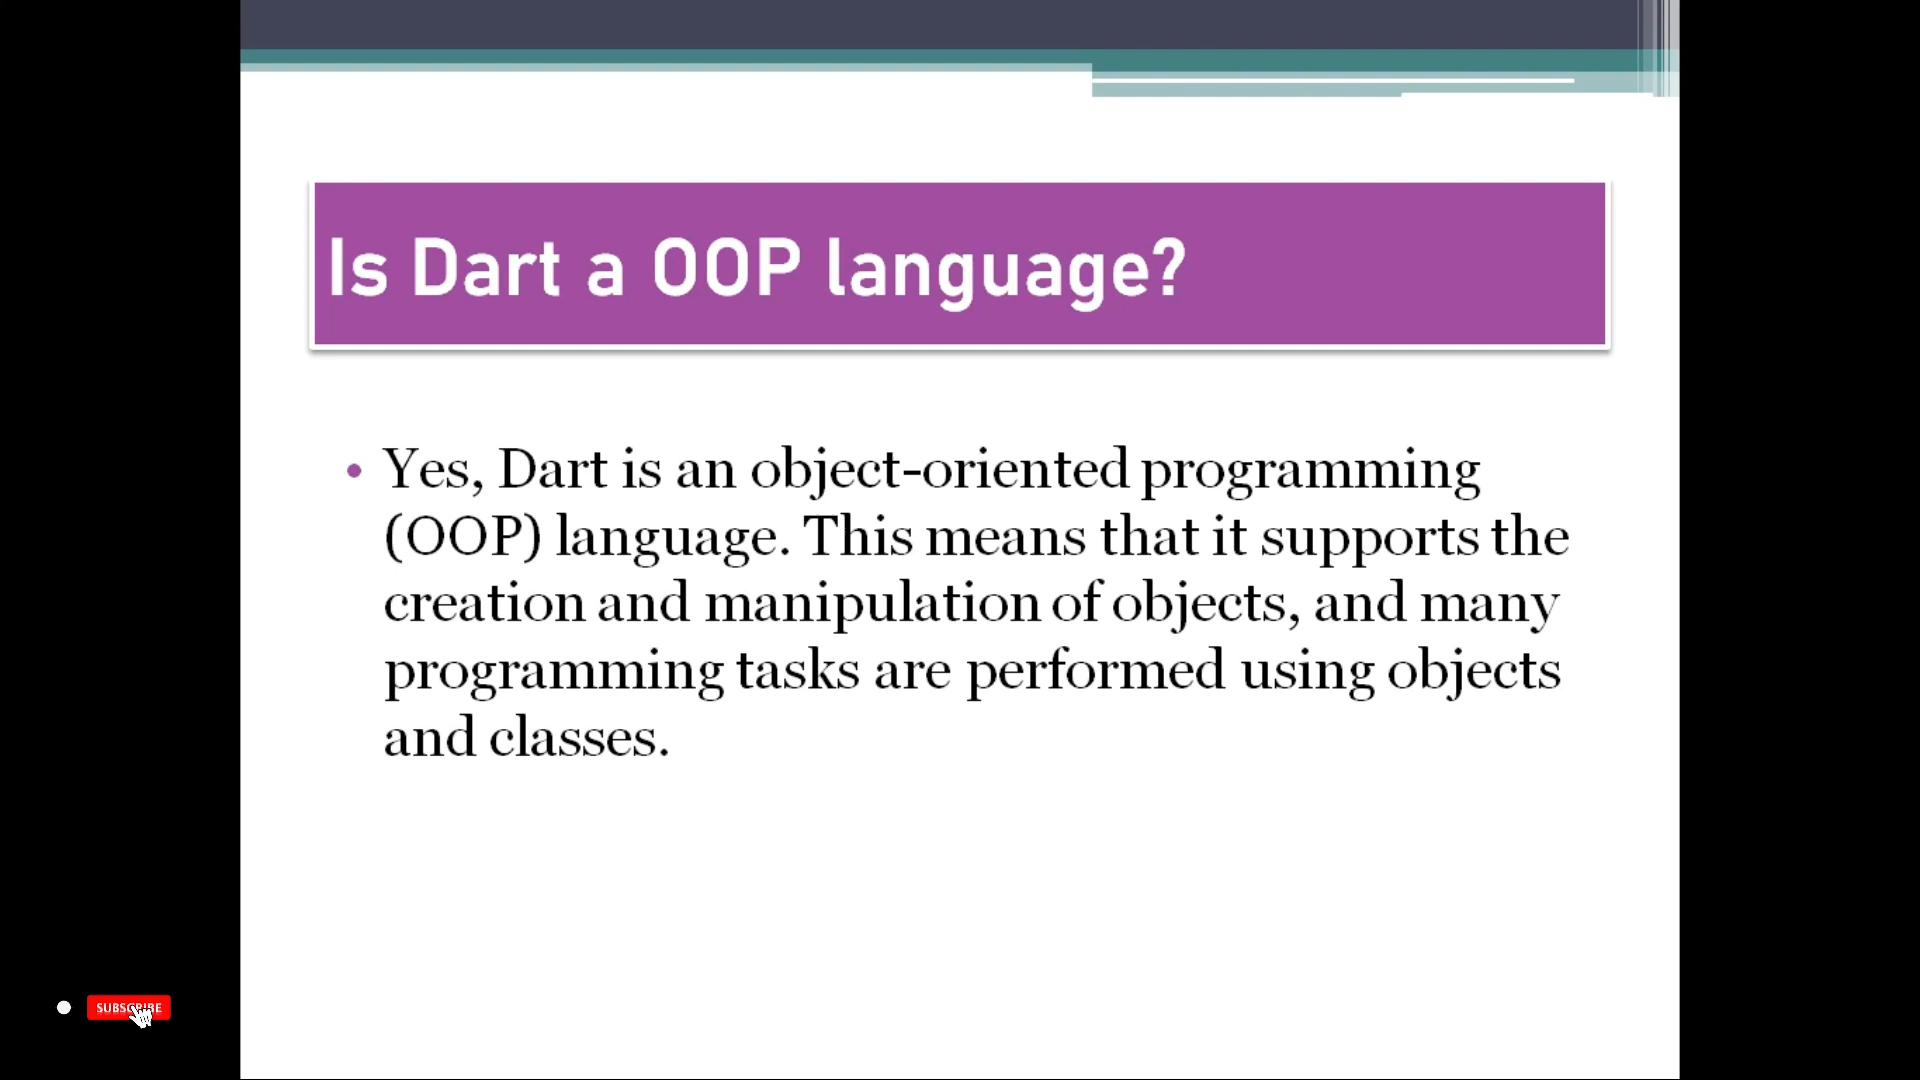 Is Dart a OOP language?
• Yes, Dart is an object-oriented programming
(OOP) language. This means that it supports the
creation and manipulation of objects, and many
programming tasks are performed using objects
and classes.
SUBSCRIBE